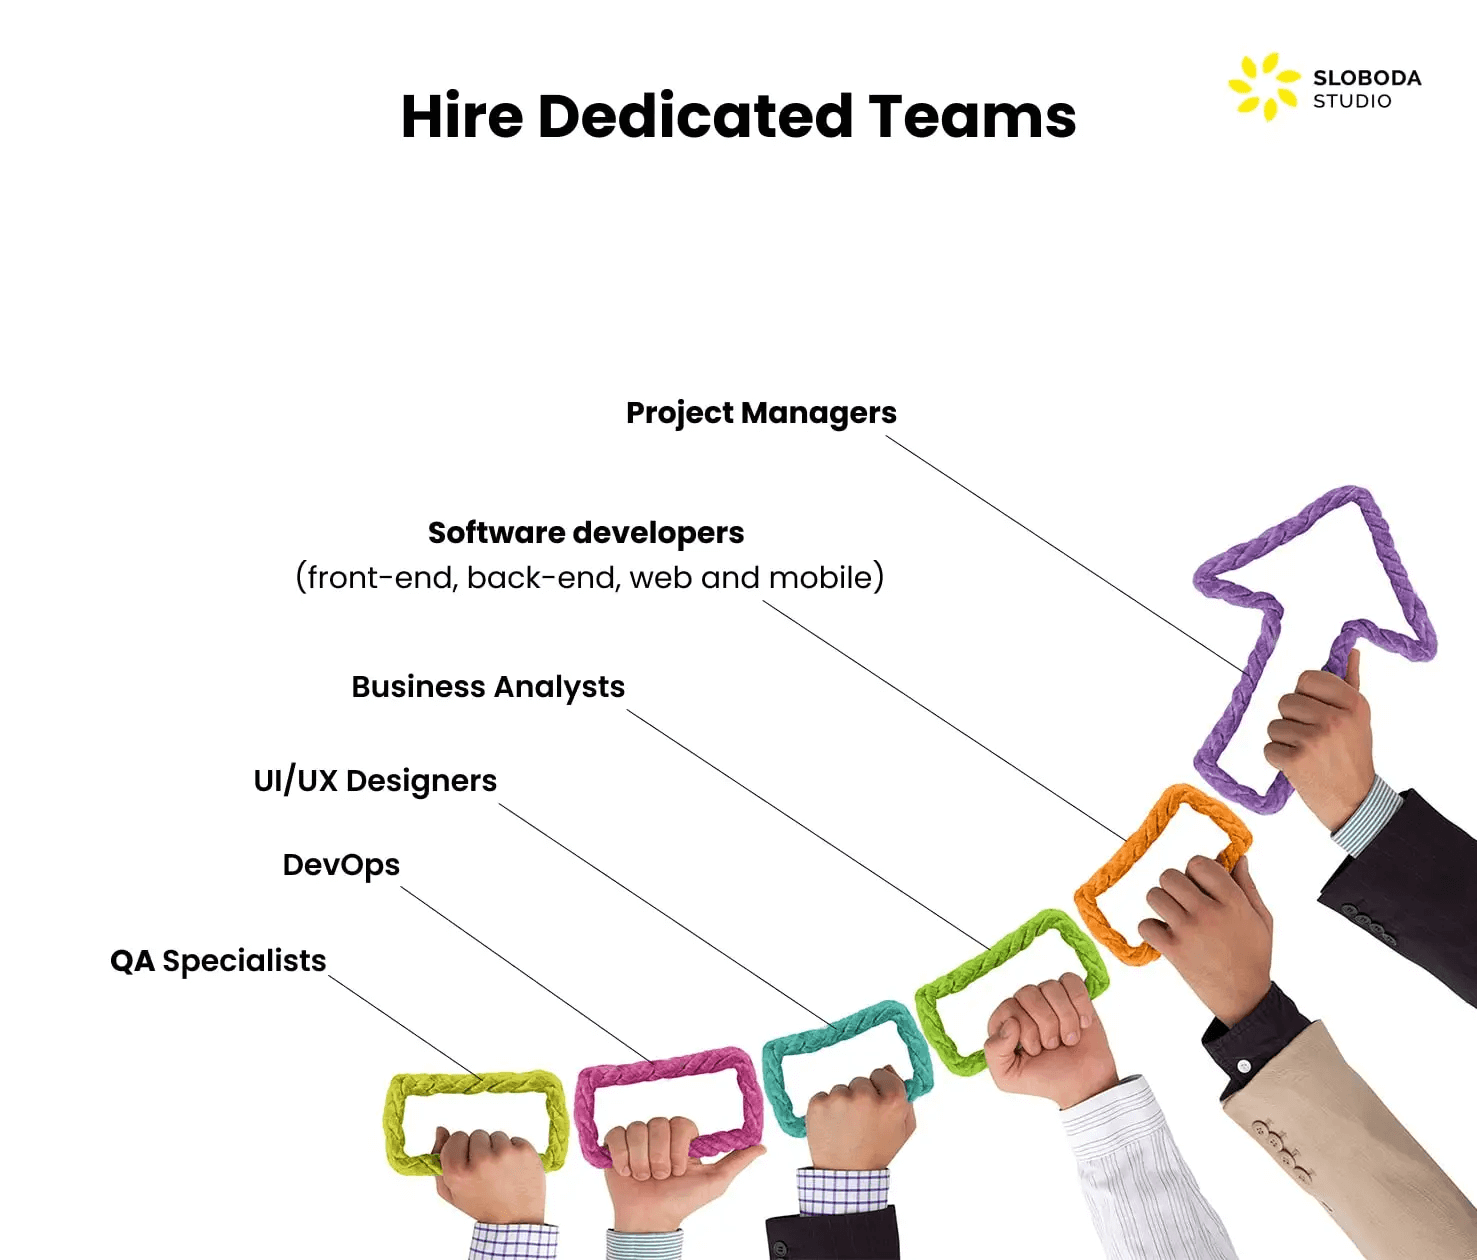 Hire Dedicated Teams
SLOBODA
STUDIO
Project Managers
Software developers
(front-end, back-end, web and mobile)
Business Analysts
UI/UX Designers
DevOps
QA Specialists